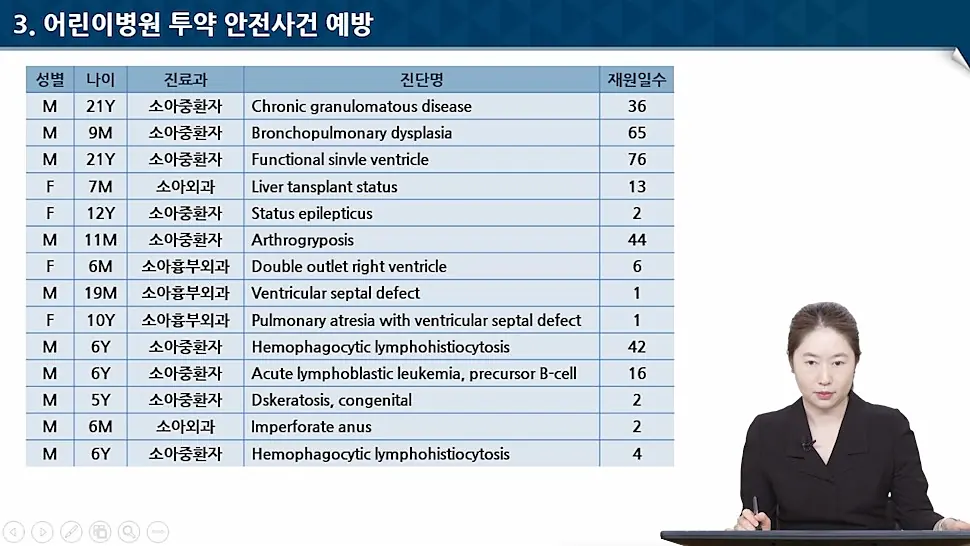 3. 어린이병원 투약 안전사건 예방
성별 나이 진료과 진단명 재원일수
M 21Y 소아중환자 Chronic granulomatous disease 36
M 9M 소아중환자 Bronchopulmonary dysplasia 65
M 21Y 소아중환자 Functional sinvle ventricle 76
F 7M 소아외과 Liver tansplant status 13
F 12Y 소아중환자 Status epilepticus 2
M 11M 소아중환자 Arthrogryposis 44
F 6M 소아흉부외과 Double outlet right ventricle 6
M 19M 소아흉부외과 Ventricular septal defect 1
F 10Y 소아흉부외과 Pulmonary atresia with ventricular septal defect 1
M 6Y 소아중환자 Hemophagocytic lymphohistiocytosis 42
M 6Y 소아중환자 Acute lymphoblastic leukemia, precursor B-cell 16
M 5Y 소아중환자 Dskeratosis, congenital 2
M 6M 소아외과 Imperforate anus 2
M 6Y 소아중환자 Hemophagocytic lymphohistiocytosis 4